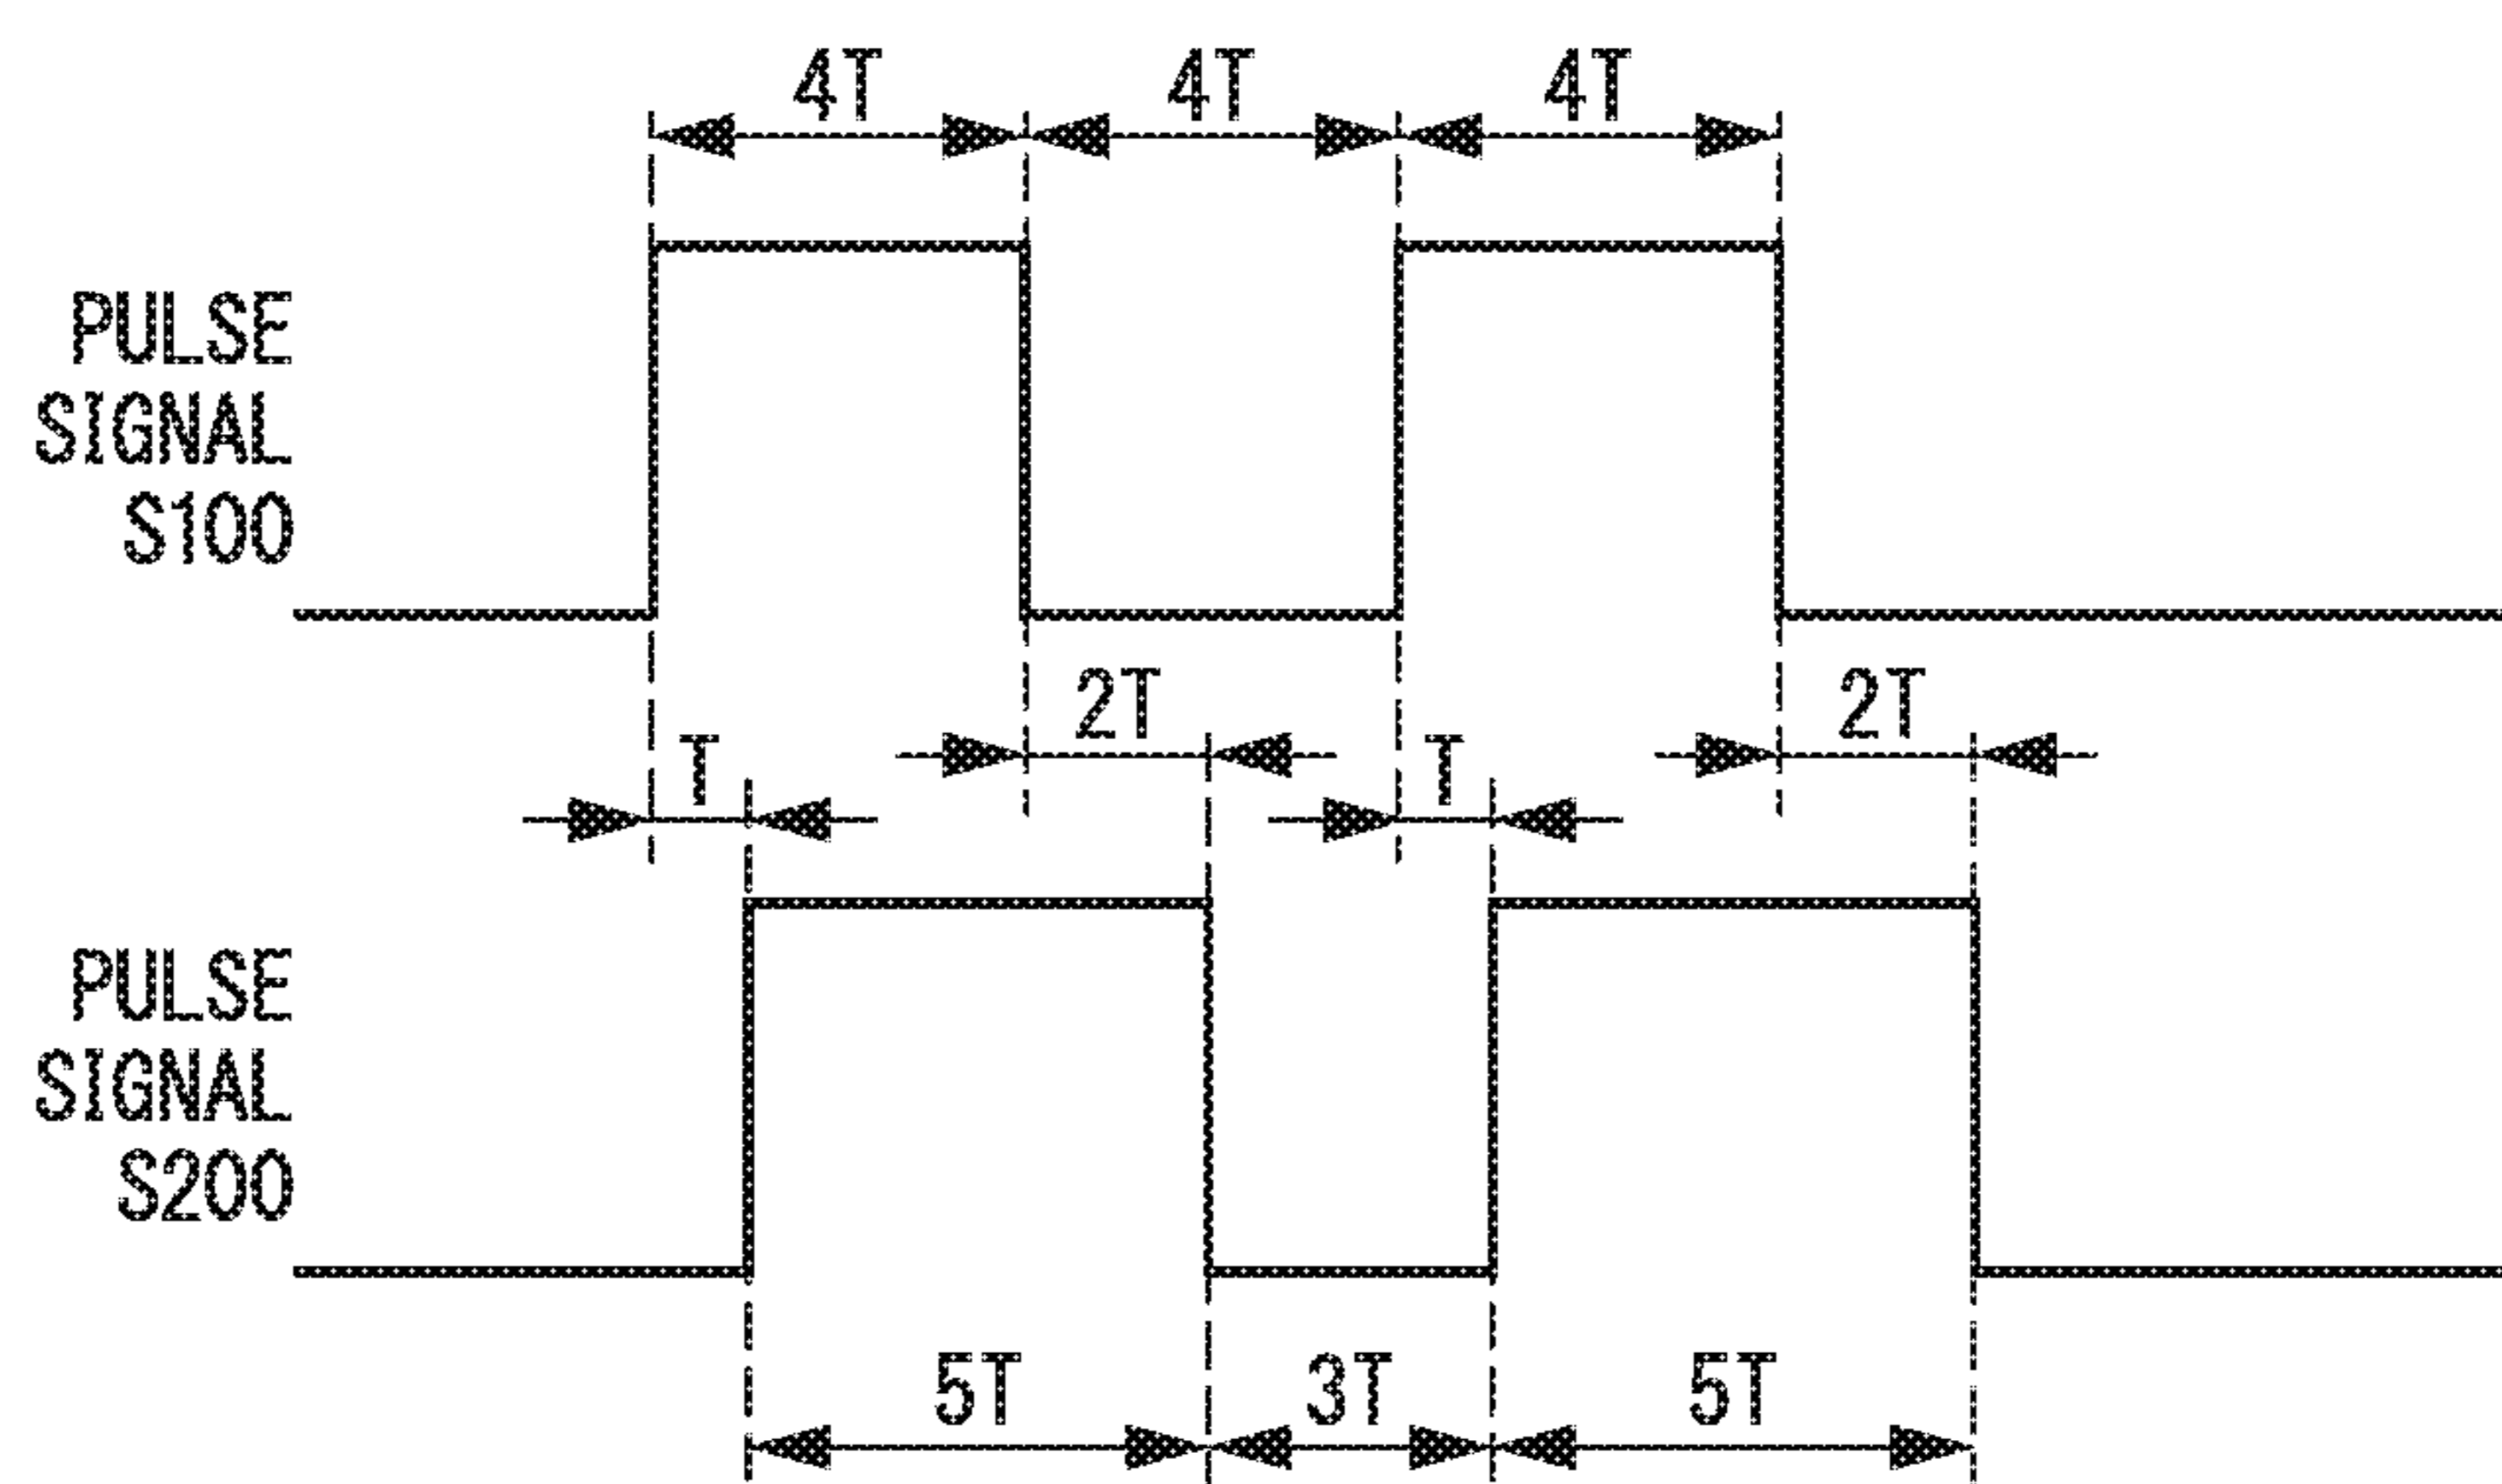 4T 4T 4T
PULSE
SIGNAL
S100
2T 2T
T T
PULSE
SIGNAL
S200
5T 3T 5T